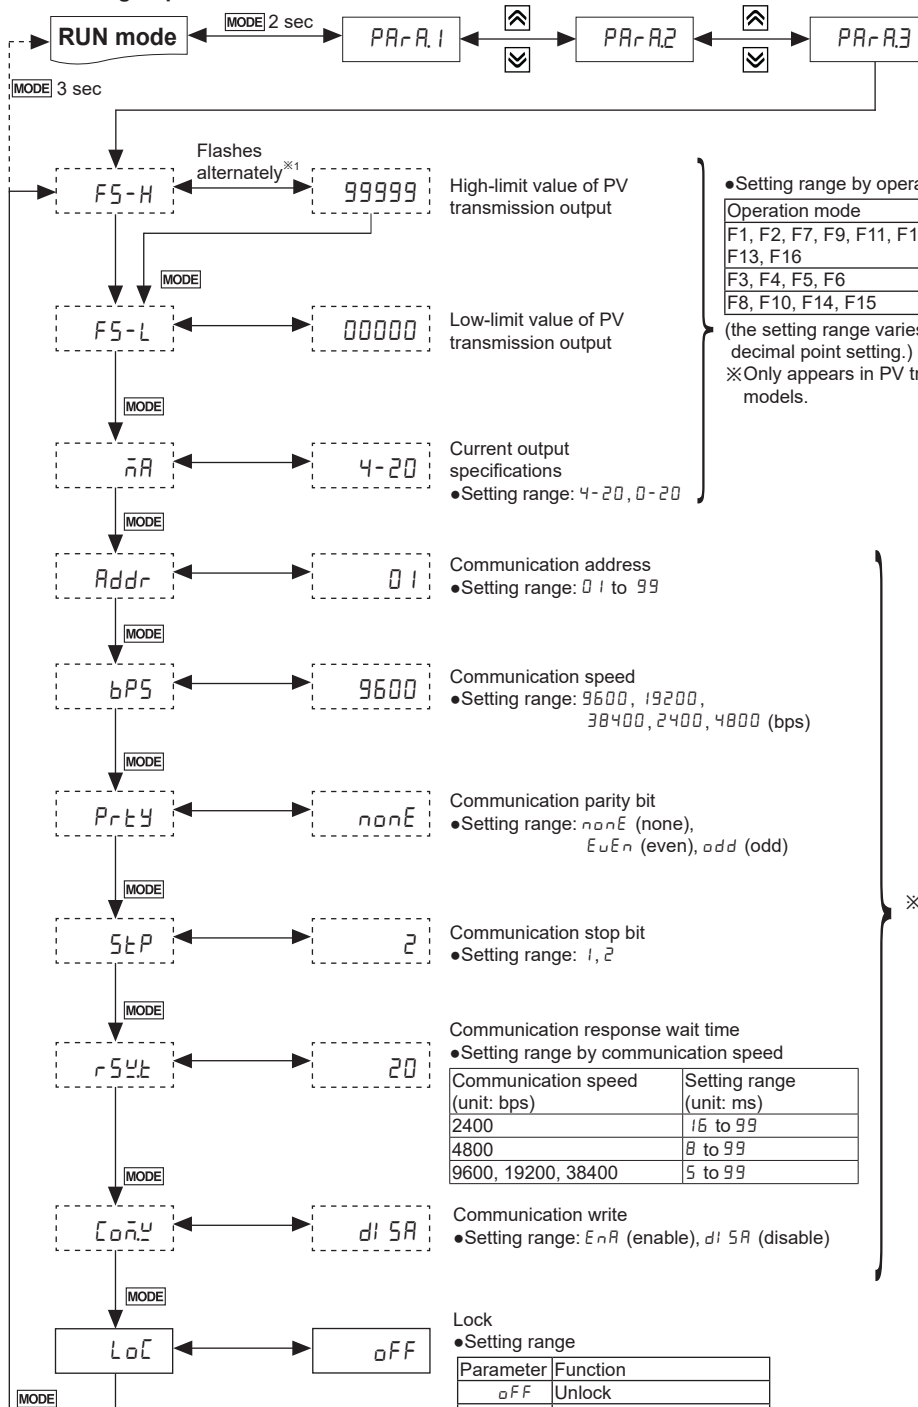 RUN mode
MODE 2 sec
PArA.1
PArA.2
PArA.3
MODE 3 sec
Flashes
alternately※1
FS-H
99999
High-limit value of PV
transmission output
MODE
FS-L
00000
Low-limit value of PV
transmission output
MODE
mA
4-20
Current output
specifications
●Setting range: 4-20, 0-20
●Setting range by opera
Operation mode
F1, F2, F7, F9, F11, F1
F13, F16
F3, F4, F5, F6
F8, F10, F14, F15
(the setting range varies
decimal point setting.)
※Only appears in PV tr
models.
MODE
Addr
01
Communication address
●Setting range: 01 to 99
MODE
bPS
9600
Communication speed
●Setting range: 9600, 19200,
38400, 2400, 4800 (bps)
MODE
PrtY
nonE
Communication parity bit
●Setting range: nonE (none),
EvEn (even), odd (odd)
MODE
StP
2
Communication stop bit
●Setting range: 1, 2
※
MODE
rSY.t
20
Communication response wait time
●Setting range by communication speed
Communication speed Setting range
(unit: bps) (unit: ms)
2400 16 to 99
4800 8 to 99
9600, 19200, 38400 5 to 99
MODE
Com.W
dISA
Communication write
●Setting range: EnA (enable), dISA (disable)
MODE
LoC
oFF
Lock
●Setting range
Parameter Function
oFF Unlock
MODE